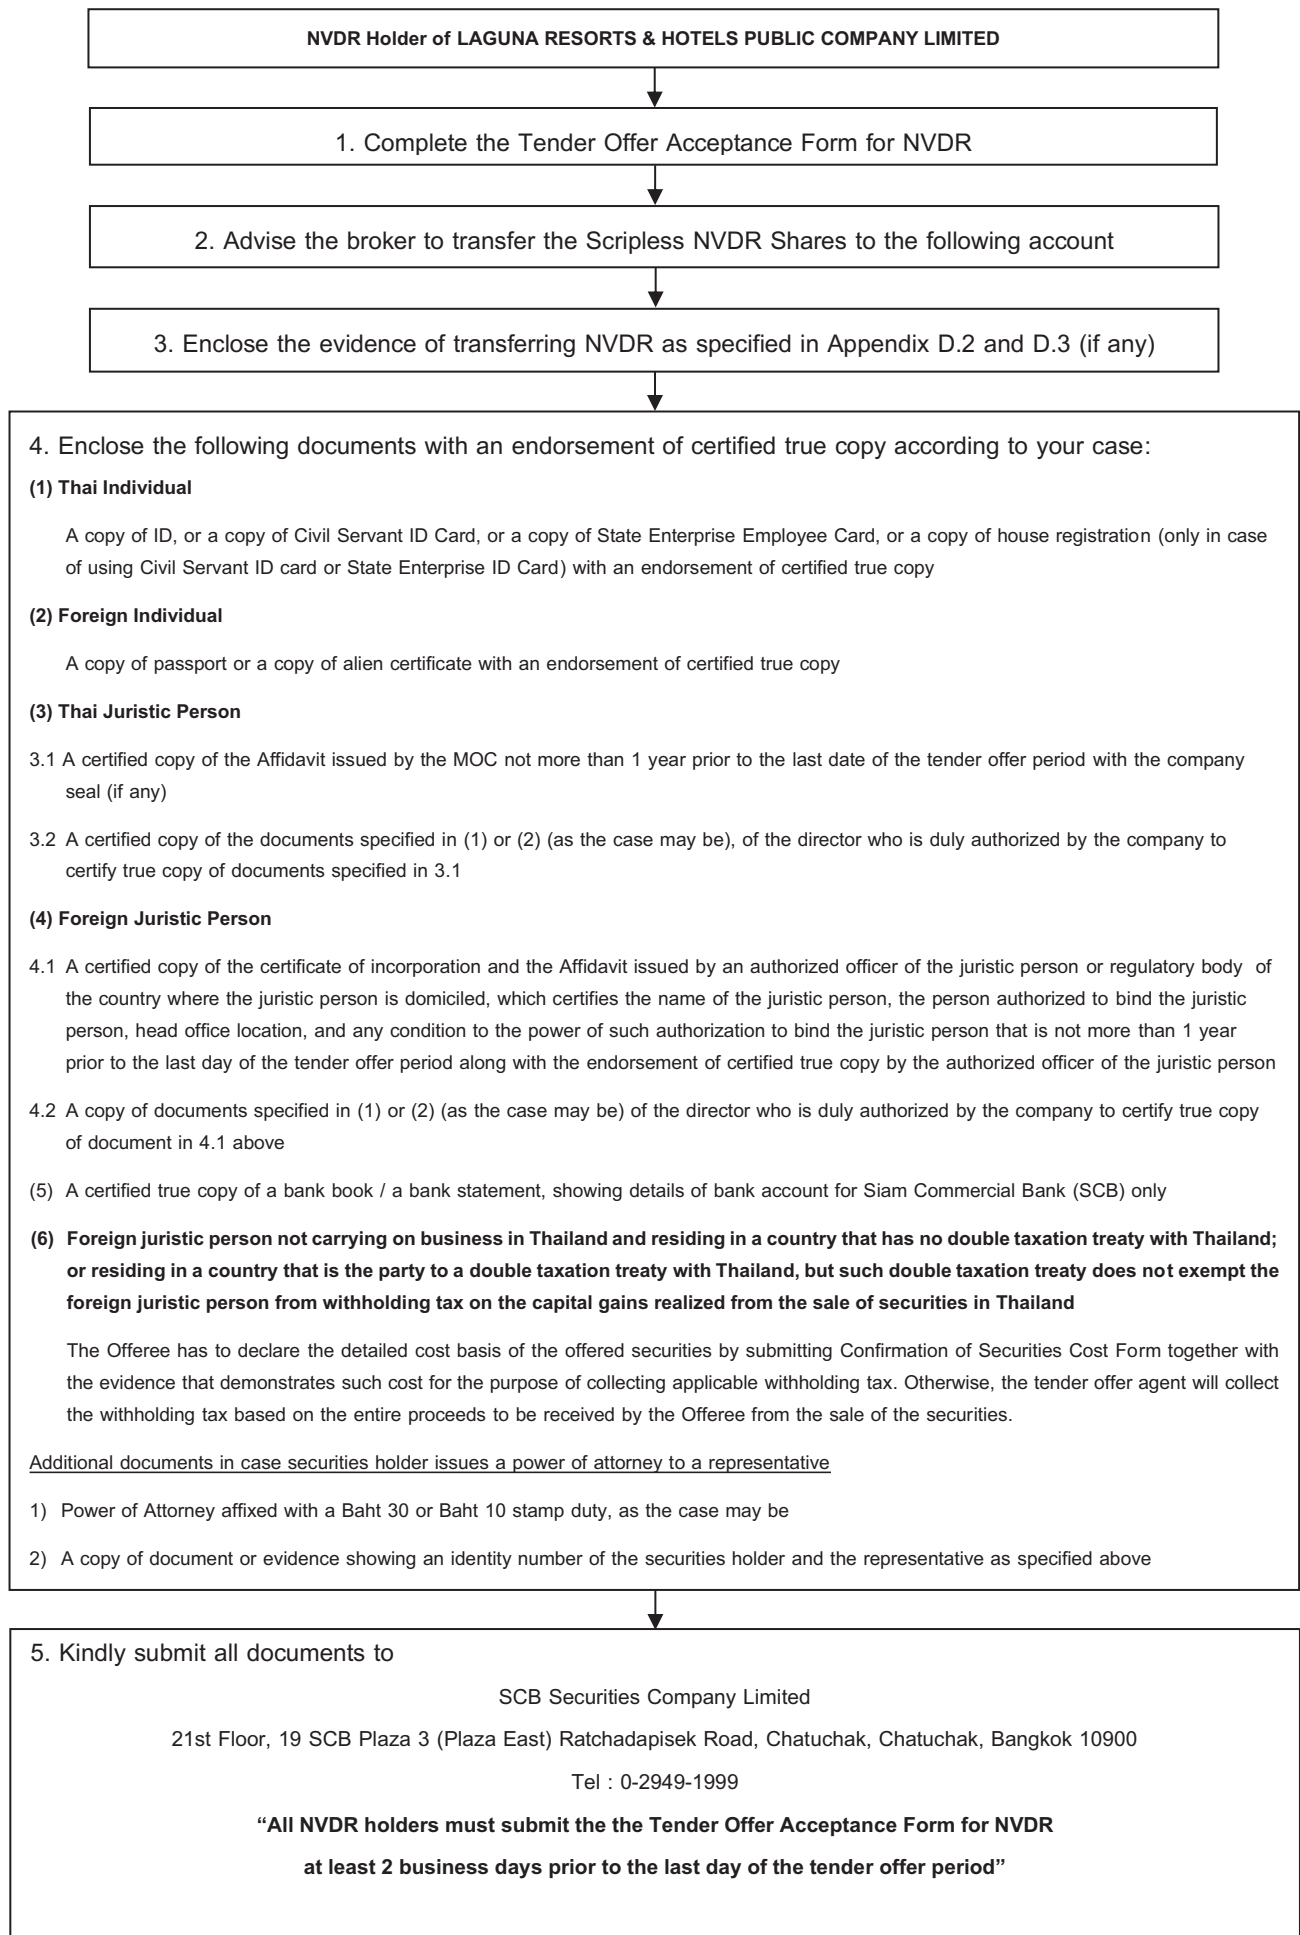 NVDR Holder of LAGUNA RESORTS & HOTELS PUBLIC COMPANY LIMITED
1. Complete the Tender Offer Acceptance Form for NVDR
2. Advise the broker to transfer the Scripless NVDR Shares to the following account
3. Enclose the evidence of transferring NVDR as specified in Appendix D.2 and D.3 (if any)
4. Enclose the following documents with an endorsement of certified true copy according to your case:
(1) Thai Individual
A copy of ID, or a copy of Civil Servant ID Card, or a copy of State Enterprise Employee Card, or a copy of house registration (only in case
of using Civil Servant ID card or State Enterprise ID Card) with an endorsement of certified true copy
(2) Foreign Individual
A copy of passport or a copy of alien certificate with an endorsement of certified true copy
(3) Thai Juristic Person
3.1 A certified copy of the Affidavit issued by the MOC not more than 1 year prior to the last date of the tender offer period with the company
seal (if any)
3.2 A certified copy of the documents specified in (1) or (2) (as the case may be), of the director who is duly authorized by the company to
certify true copy of documents specified in 3.1
(4) Foreign Juristic Person
4.1 A certified copy of the certificate of incorporation and the Affidavit issued by an authorized officer of the juristic person or regulatory body of
the country where the juristic person is domiciled, which certifies the name of the juristic person, the person authorized to bind the juristic
person, head office location, and any condition to the power of such authorization to bind the juristic person that is not more than 1 year
prior to the last day of the tender offer period along with the endorsement of certified true copy by the authorized officer of the juristic person
4.2 A copy of documents specified in (1) or (2) (as the case may be) of the director who is duly authorized by the company to certify true copy
of document in 4.1 above
(5) A certified true copy of a bank book / a bank statement, showing details of bank account for Siam Commercial Bank (SCB) only
(6) Foreign juristic person not carrying on business in Thailand and residing in a country that has no double taxation treaty with Thailand;
or residing in a country that is the party to a double taxation treaty with Thailand, but such double taxation treaty does not exempt the
foreign juristic person from withholding tax on the capital gains realized from the sale of securities in Thailand
The Offeree has to declare the detailed cost basis of the offered securities by submitting Confirmation of Securities Cost Form together with
the evidence that demonstrates such cost for the purpose of collecting applicable withholding tax. Otherwise, the tender offer agent will collect
the withholding tax based on the entire proceeds to be received by the Offeree from the sale of the securities.
Additional documents in case securities holder issues a power of attorney to a representative
1) Power of Attorney affixed with a Baht 30 or Baht 10 stamp duty, as the case may be
2) A copy of document or evidence showing an identity number of the securities holder and the representative as specified above
5. Kindly submit all documents to
SCB Securities Company Limited
21st Floor, 19 SCB Plaza 3 (Plaza East) Ratchadapisek Road, Chatuchak, Chatuchak, Bangkok 10900
Tel : 0-2949-1999
“All NVDR holders must submit the the Tender Offer Acceptance Form for NVDR
at least 2 business days prior to the last day of the tender offer period”